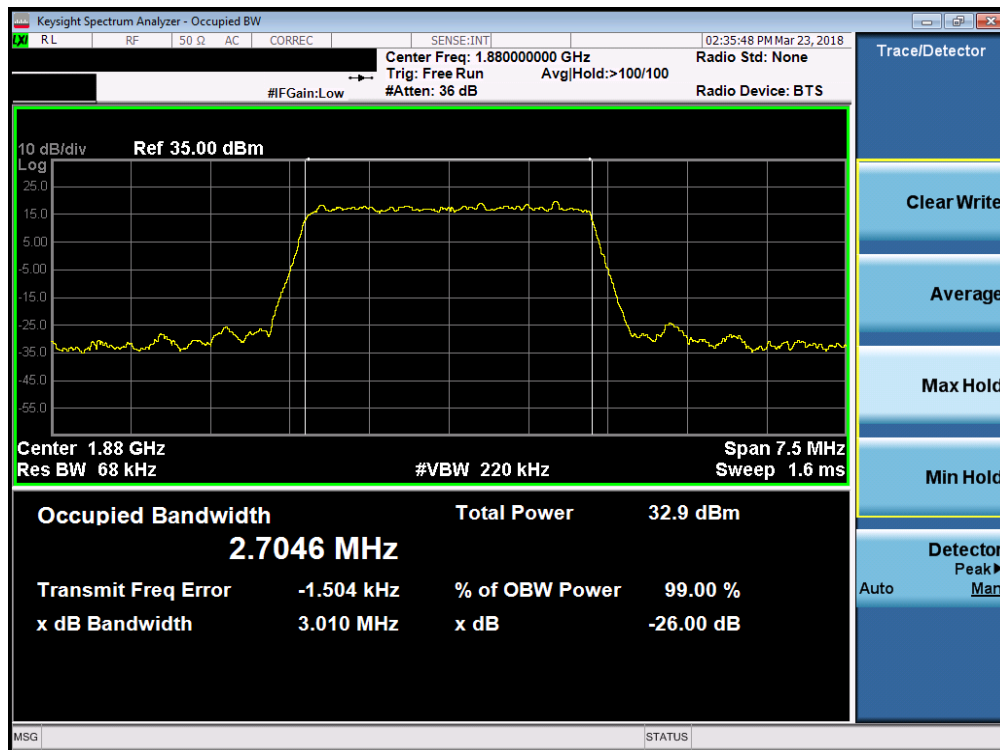 Keysight Spectrum Analyzer - Occupied BW
LXI RL RF 50 Ω AC CORREC SENSE:INT 02:35:48 PM Mar 23, 2018
Center Freq: 1.880000000 GHz Radio Std: None
Trig: Free Run Avg|Hold:>100/100
#IFGain:Low #Atten: 36 dB Radio Device: BTS
Trace/Detector
10 dB/div Ref 35.00 dBm
Log
25.0
15.0
5.00
-5.00
-15.0
-25.0
-35.0
-45.0
-55.0
Center 1.88 GHz Span 7.5 MHz
Res BW 68 kHz #VBW 220 kHz Sweep 1.6 ms
Clear Write
Average
Max Hold
Min Hold
Detector
Peak▶
Auto Man
Occupied Bandwidth Total Power 32.9 dBm
2.7046 MHz
Transmit Freq Error -1.504 kHz % of OBW Power 99.00 %
x dB Bandwidth 3.010 MHz x dB -26.00 dB
MSG STATUS